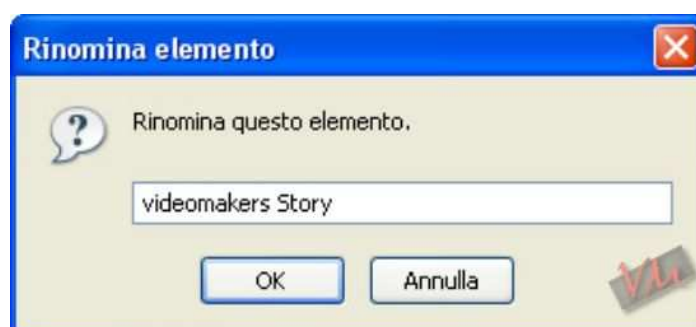 Rinomina elemento
Rinomina questo elemento.
videomakers Story
OK Annulla